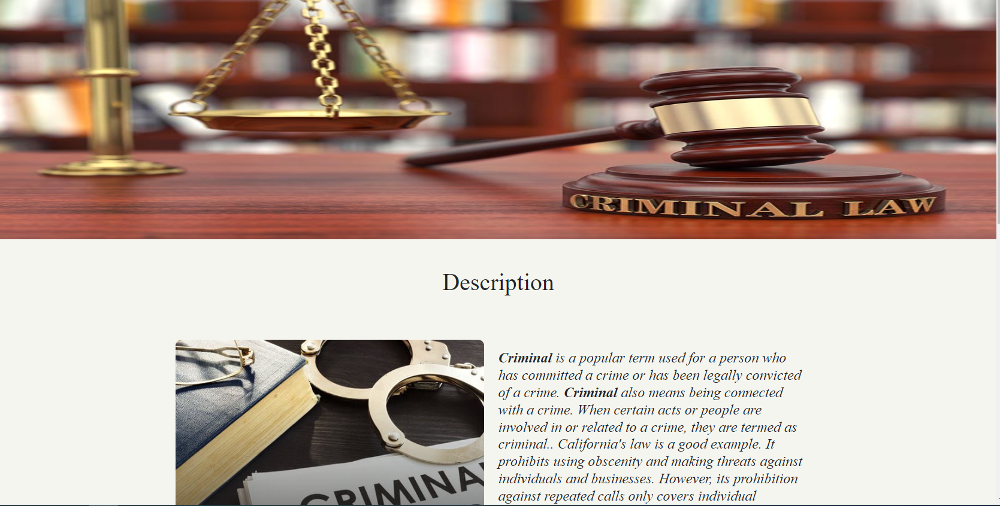 CRIMINAL LAW
Description
Criminal is a popular term used for a person who
has committed a crime or has been legally convicted
of a crime. Criminal also means being connected
with a crime. When certain acts or people are
involved in or related to a crime, they are termed as
criminal.. California's law is a good example. It
prohibits using obscenity and making threats against
individuals and businesses. However, its prohibition
against repeated calls only covers individual
CRIMINA